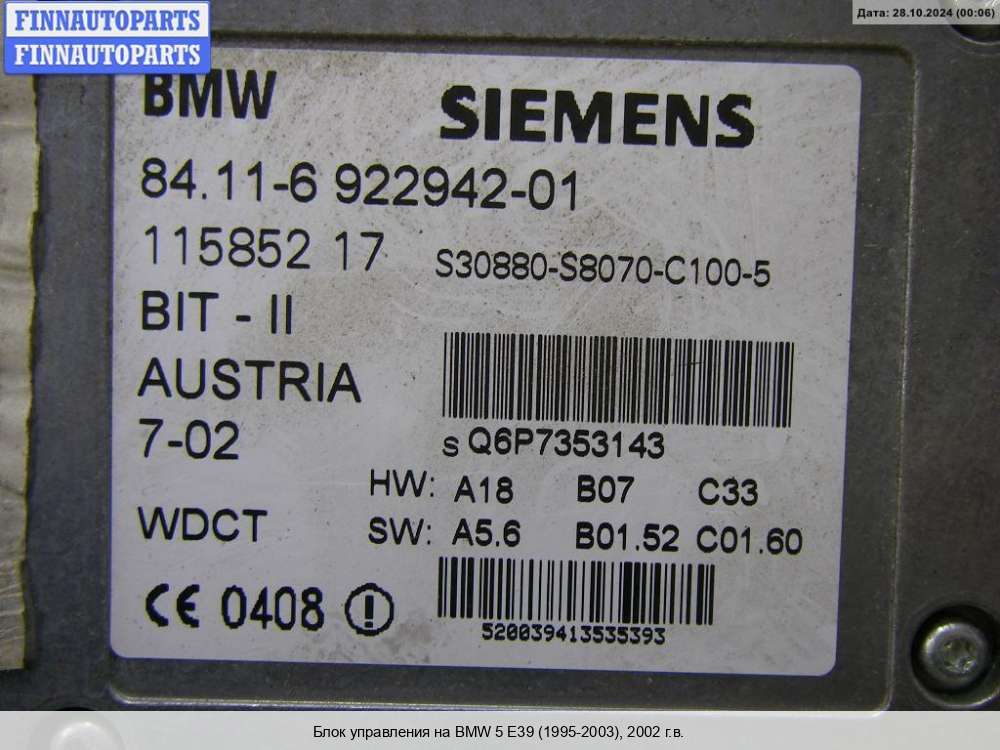 FINNAUTOPARTS
FINNAUTOPARTS
Дата: 28.10.2024 (00:06)
BMW SIEMENS
84.11-6 922942-01
115852 17 S30880-S8070-C100-5
BIT - II
AUSTRIA
7-02
S Q6P7353143
HW: A18 B07 C33
WDCT SW: A5.6 B01.52 C01.60
CE 0408
520039413535393
Блок управления на BMW 5 E39 (1995-2003), 2002 г.в.